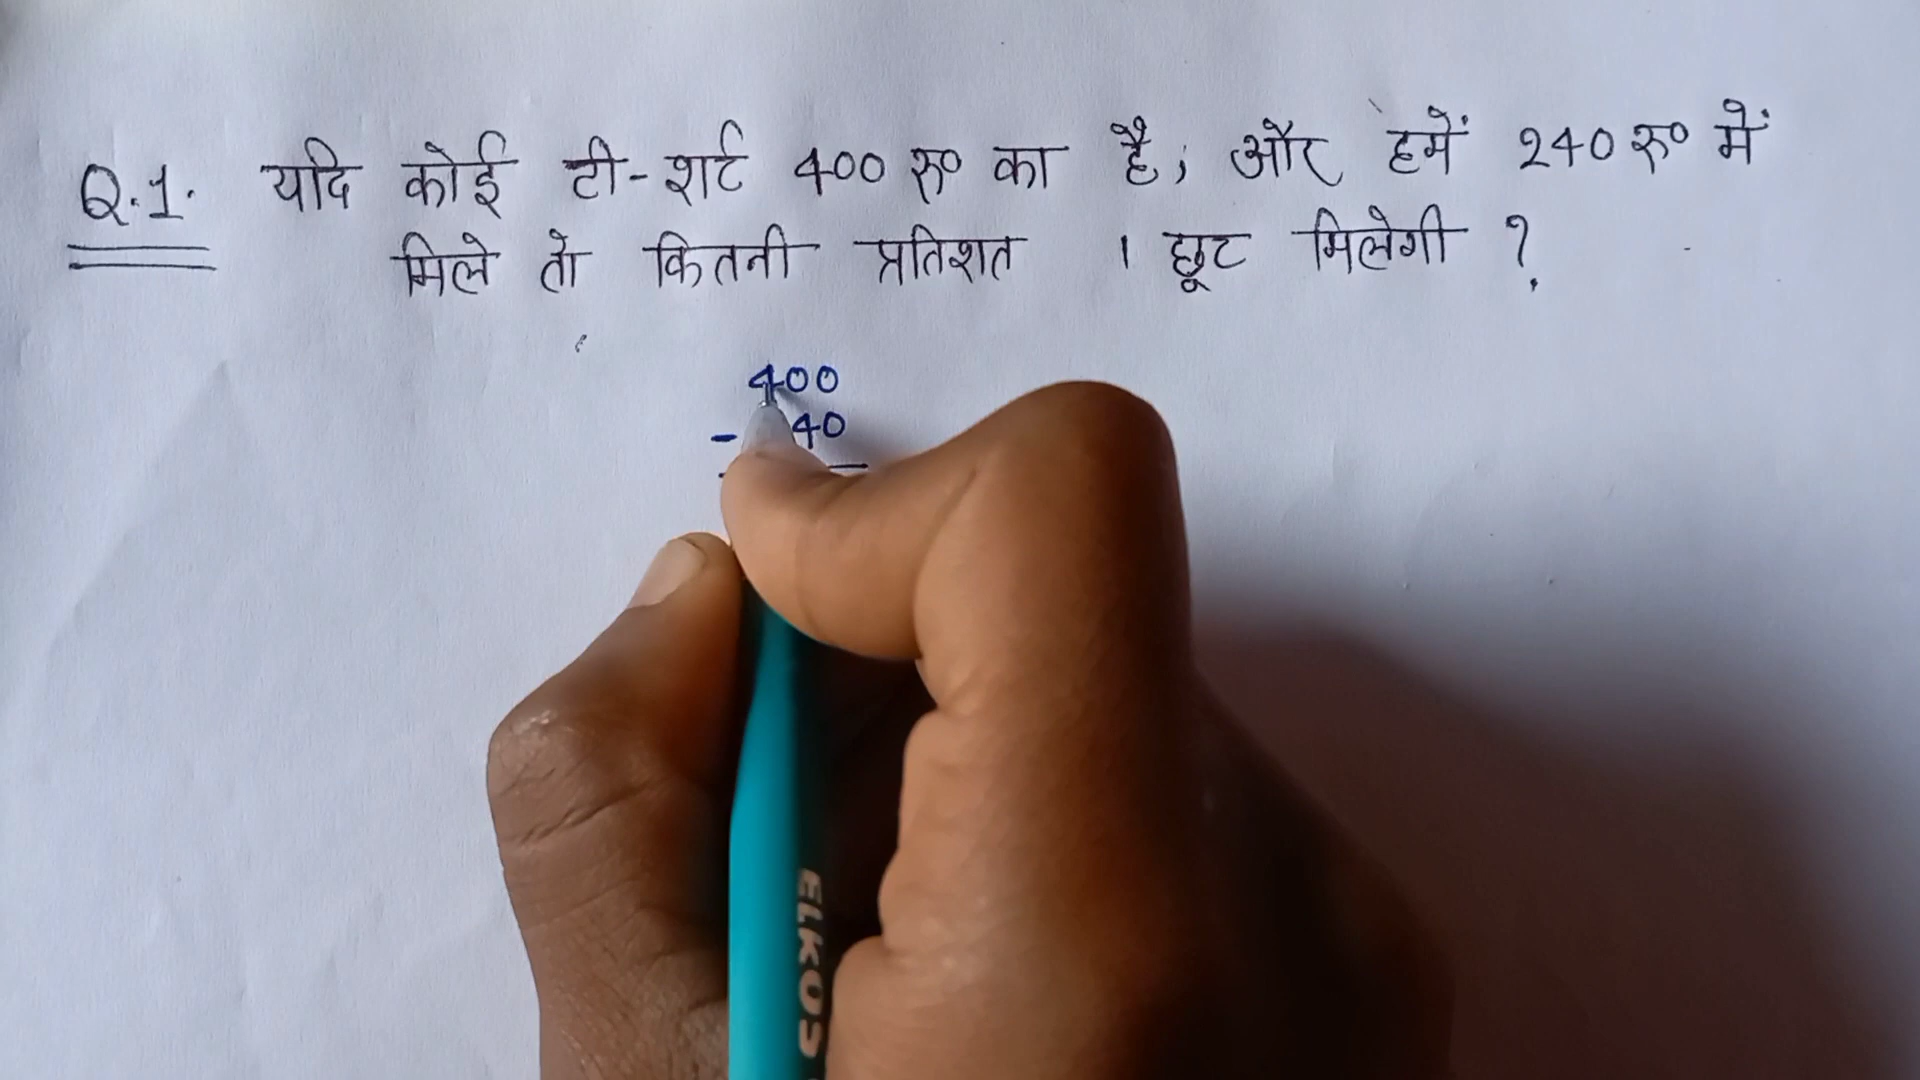 Q.1. यदि कोई टी-शर्ट 400 रु० का है, और हमें 240 रु० में
मिले तो कितनी प्रतिशत । छूट मिलेगी ?
400
- 40
ELKOS